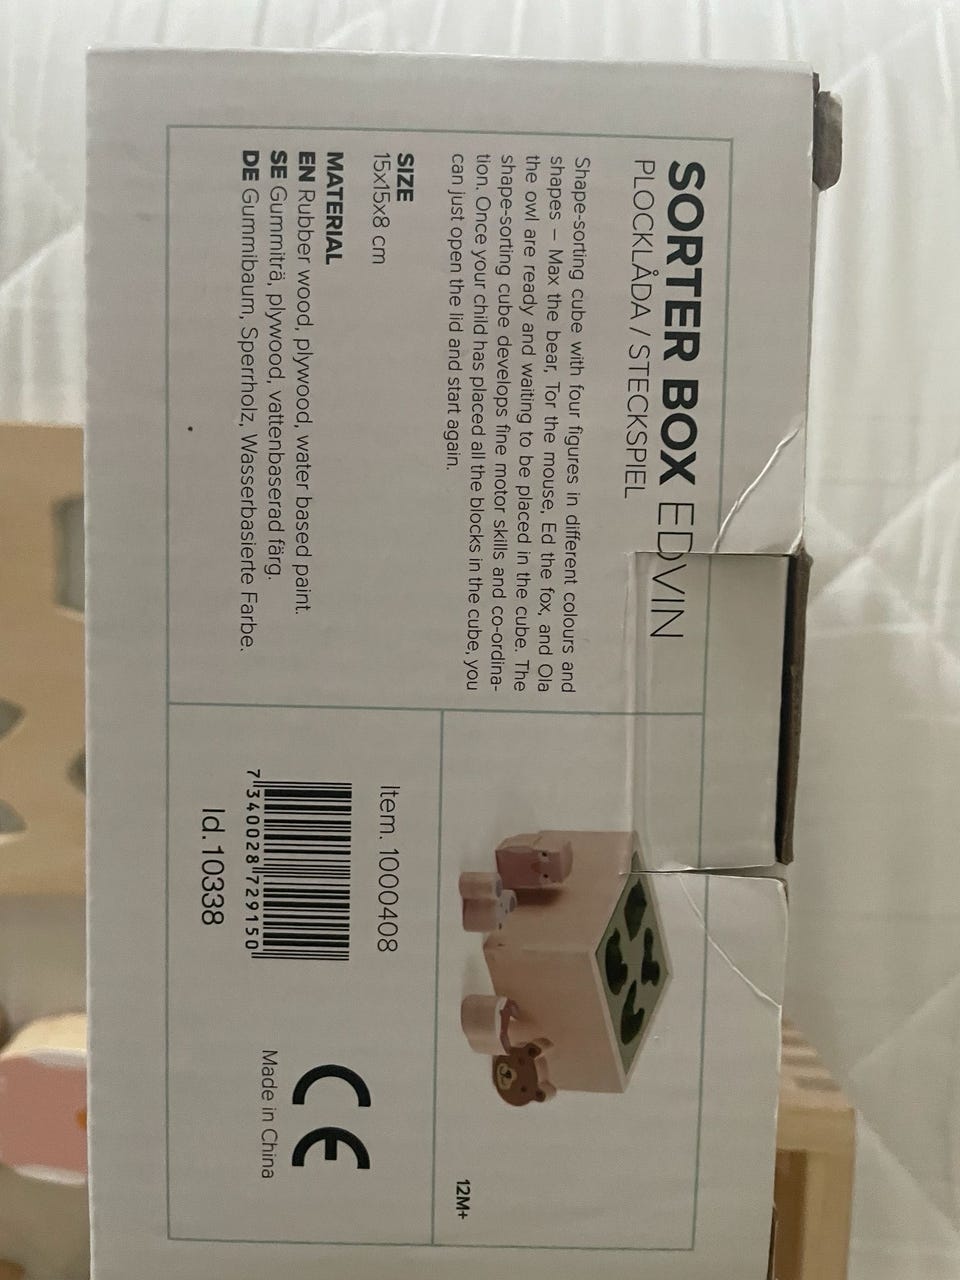 SORTER BOX EDVIN
PLOCKLÅDA / STECKSPIEL
Shape-sorting cube with four figures in different colours and
shapes – Max the bear, Tor the mouse, Ed the fox, and Ola
the owl are ready and waiting to be placed in the cube. The
shape-sorting cube develops fine motor skills and co-ordina-
tion. Once your child has placed all the blocks in the cube, you
can just open the lid and start again.
SIZE
15x15x8 cm
MATERIAL
EN Rubber wood, plywood, water based paint.
SE Gummiträ, plywood, vattenbaserad färg.
DE Gummibaum, Sperrholz, Wasserbasierte Farbe.
12M+
Item. 1000408
7 340028 729150
Id. 10338
CE
Made in China